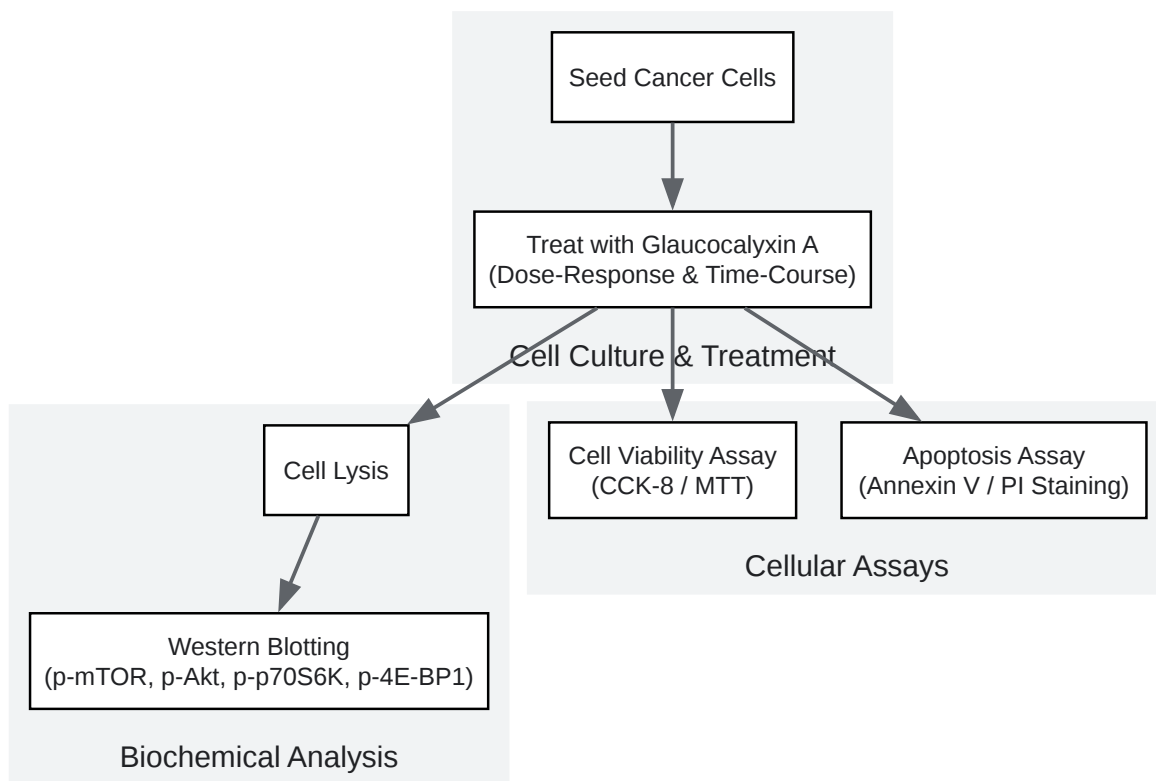 Seed Cancer Cells
Treat with Glaucocalyxin A
(Dose-Response & Time-Course)
Cell Culture & Treatment
Cell Lysis
Cell Viability Assay
(CCK-8 / MTT)
Apoptosis Assay
(Annexin V / PI Staining)
Cellular Assays
Western Blotting
(p-mTOR, p-Akt, p-p70S6K, p-4E-BP1)
Biochemical Analysis